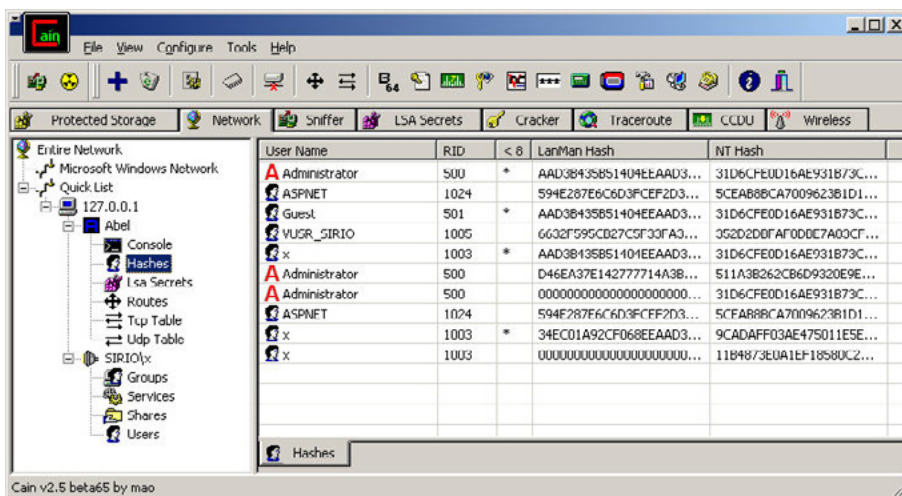 Cain
File View Configure Tools Help
B64
***
Protected Storage Network Sniffer LSA Secrets Cracker Traceroute CCDU Wireless
Entire Network
Microsoft Windows Network
Quick List
127.0.0.1
Abel
Console
Hashes
Lsa Secrets
Routes
Tcp Table
Udp Table
SIRIO\x
Groups
Services
Shares
Users
User Name RID < 8 LanMan Hash NT Hash
Administrator 500 * AAD3B435B51404EEAAD3... 31D6CFE0D16AE931B73C...
ASPNET 1024 594E287E6C6D3FCEF2D3... 5CEAB8BCA7009623B1D1...
Guest 501 * AAD3B435B51404EEAAD3... 31D6CFE0D16AE931B73C...
VUSR_SIRIO 1005 6632F595CB27C5F33FA3... 352D2DBFAF0DBE7A03CF...
x 1003 * AAD3B435B51404EEAAD3... 31D6CFE0D16AE931B73C...
Administrator 500 D46EA37E142777714A3B... 511A3B262CB6D9320E9E...
Administrator 500 00000000000000000000... 31D6CFE0D16AE931B73C...
ASPNET 1024 594E287E6C6D3FCEF2D3... 5CEAB8BCA7009623B1D1...
x 1003 * 34EC01A92CF068EEAAD3... 9CADAFF03AE475011E5E...
x 1003 00000000000000000000... 11B4873E0A1EF18580C2...
Hashes
Cain v2.5 beta65 by mao